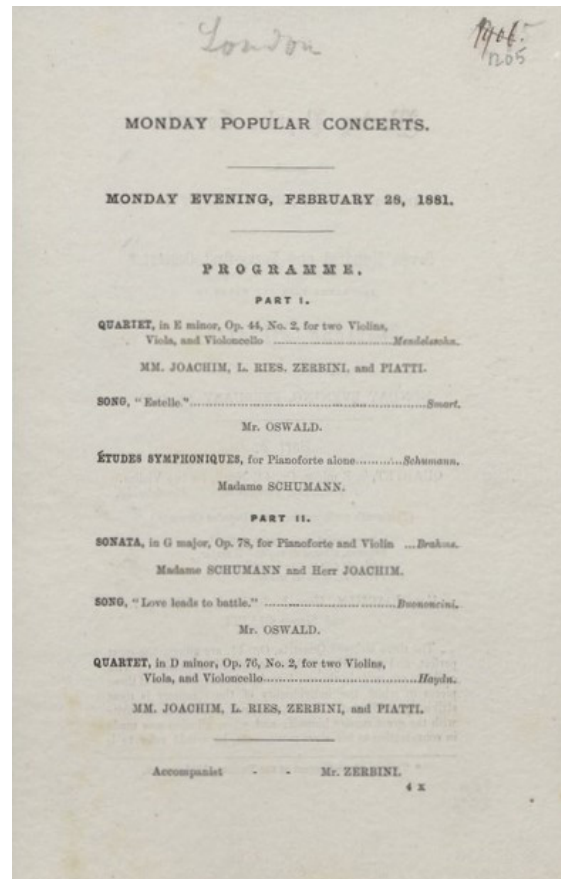 London
1205
MONDAY POPULAR CONCERTS.
MONDAY EVENING, FEBRUARY 28, 1881.
PROGRAMME.
PART I.
QUARTET, in E minor, Op. 44, No. 2, for two Violins,
Viola, and Violoncello ........................................Mendelssohn.
MM. JOACHIM, L. RIES, ZERBINI, and PIATTI.
SONG, "Estelle."................................................................Smart.
Mr. OSWALD.
ÉTUDES SYMPHONIQUES, for Pianoforte alone............Schumann.
Madame SCHUMANN.
PART II.
SONATA, in G major, Op. 78, for Pianoforte and Violin ...Brahms.
Madame SCHUMANN and Herr JOACHIM.
SONG, "Love leads to battle." ...................................Buononcini.
Mr. OSWALD.
QUARTET, in D minor, Op. 76, No. 2, for two Violins,
Viola, and Violoncello..........................................Haydn.
MM. JOACHIM, L. RIES, ZERBINI, and PIATTI.
Accompanist - - Mr. ZERBINI.
4 X